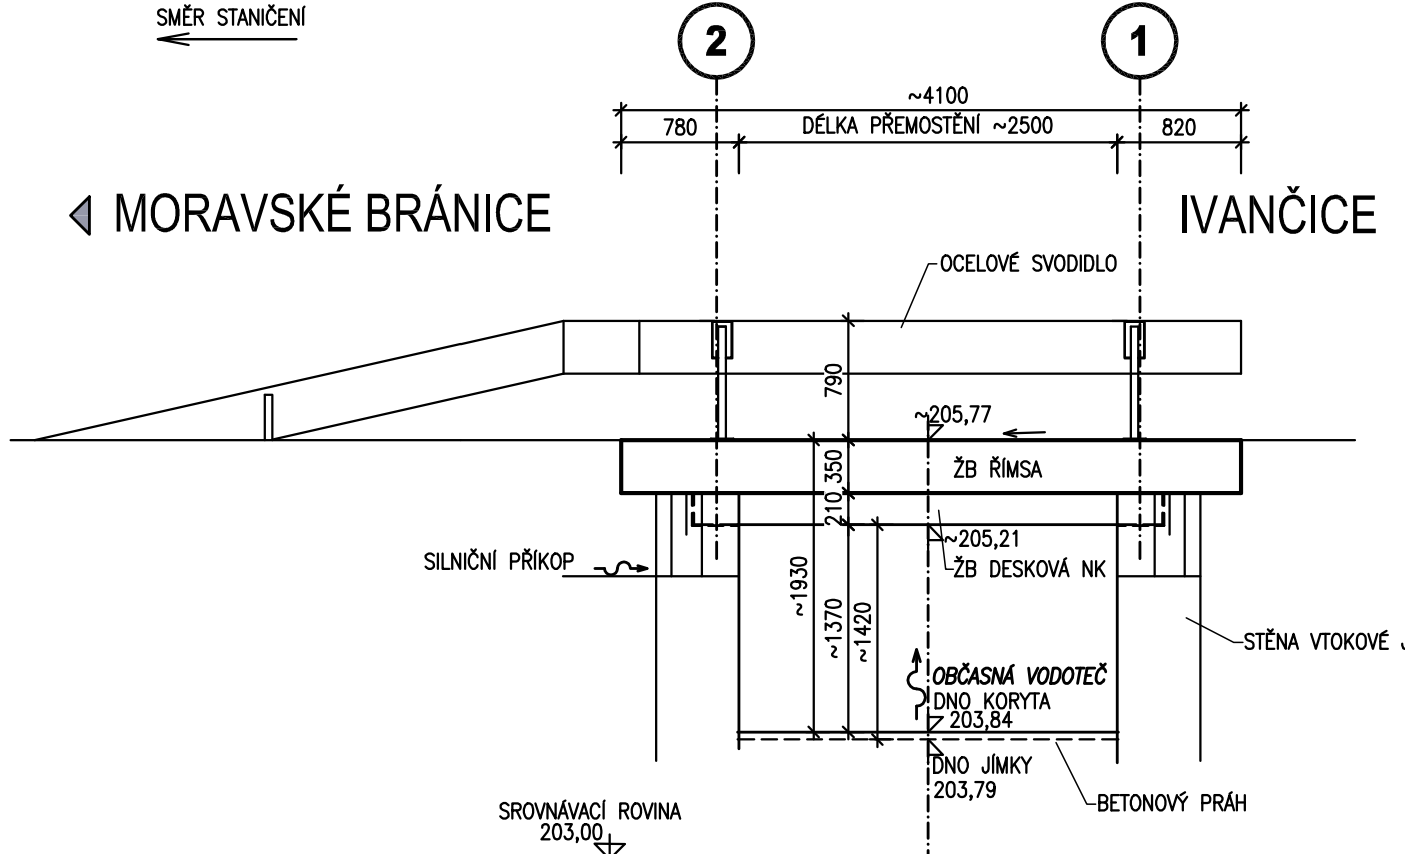 SMĚR STANIČENÍ
2
1
~4100
780
DÉLKA PŘEMOSTĚNÍ ~2500
820
MORAVSKÉ BRÁNICE
IVANČICE
OCELOVÉ SVODIDLO
790
~205,77
350
ŽB ŘÍMSA
210
~205,21
SILNIČNÍ PŘÍKOP
ŽB DESKOVÁ NK
~1930
~1370
~1420
STĚNA VTOKOVÉ
OBČASNÁ VODOTEČ
DNO KORYTA
203,84
DNO JÍMKY
203,79
BETONOVÝ PRÁH
SROVNÁVACÍ ROVINA
203,00